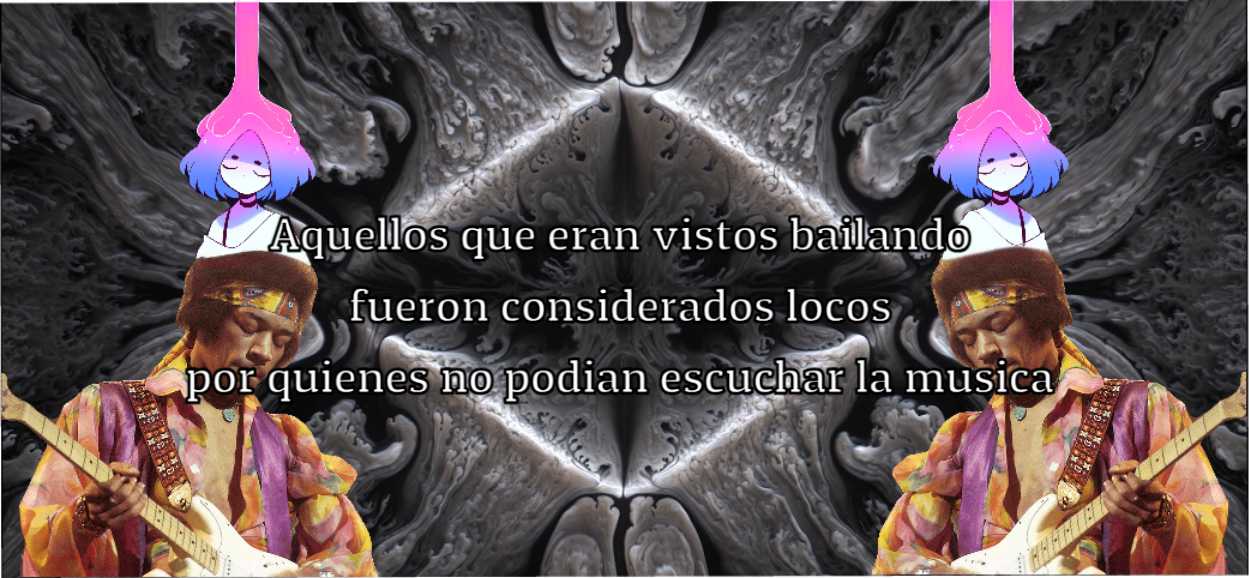 Aquellos que eran vistos bailando
fueron considerados locos
por quienes no podian escuchar la musica